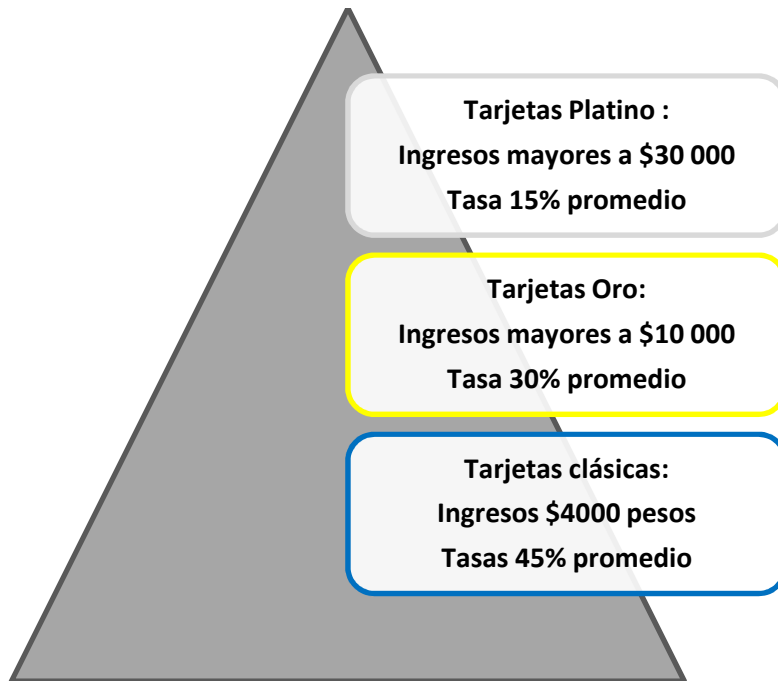 Tarjetas Platino :
Ingresos mayores a $30 000
Tasa 15% promedio
Tarjetas Oro:
Ingresos mayores a $10 000
Tasa 30% promedio
Tarjetas clásicas:
Ingresos $4000 pesos
Tasas 45% promedio